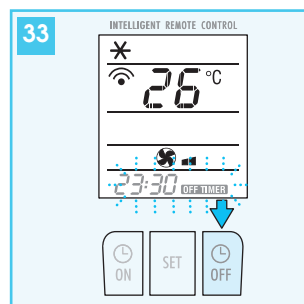 33
INTELLIGENT REMOTE CONTROL
26 °C
23:30 OFF TIMER
ON SET OFF